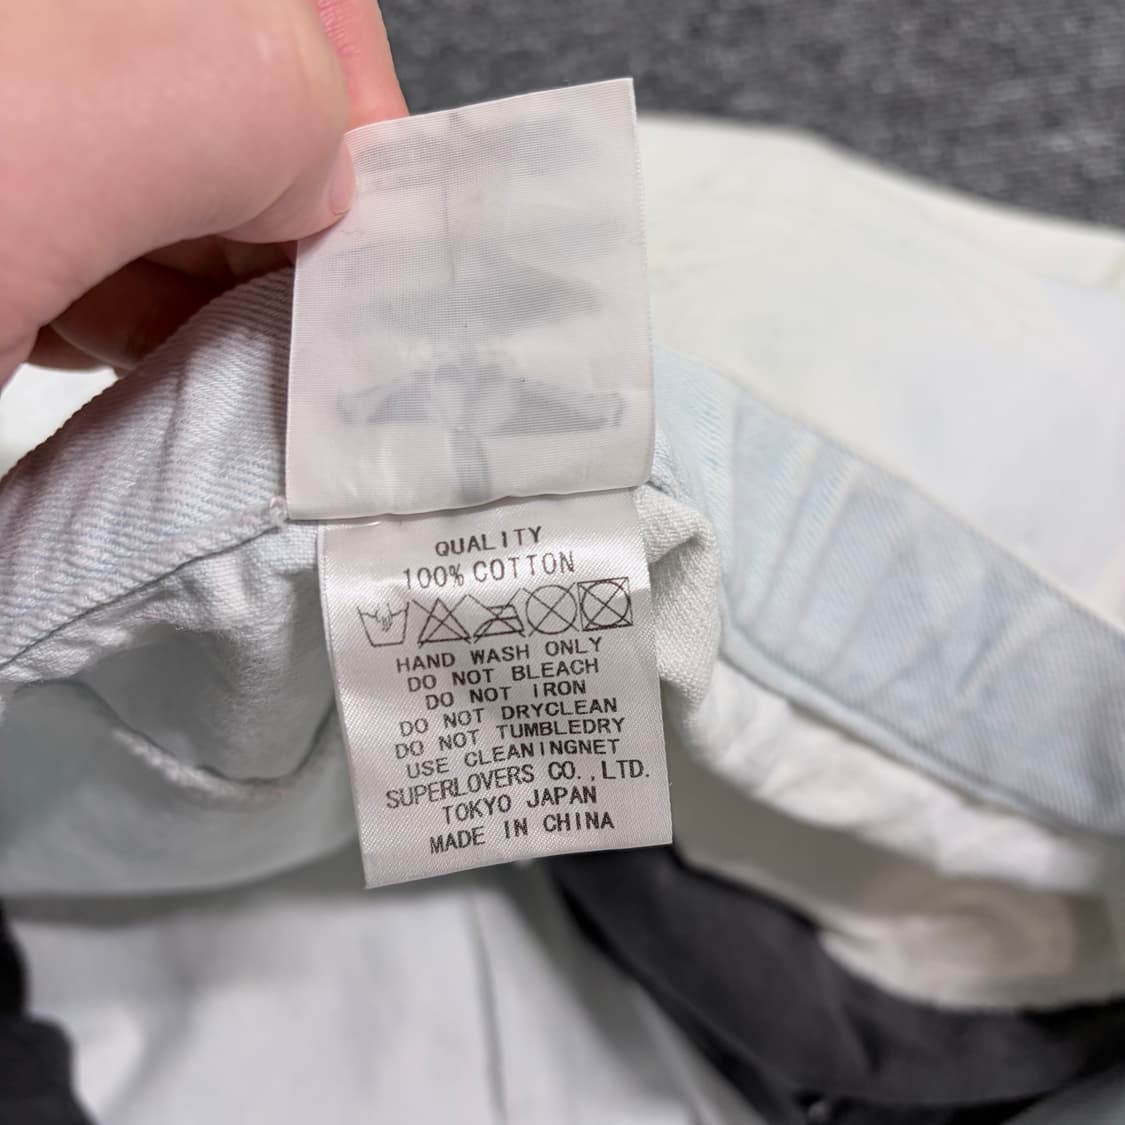 QUALITY
100% COTTON
HAND WASH ONLY
DO NOT BLEACH
DO NOT IRON
DO NOT DRYCLEAN
DO NOT TUMBLEDRY
USE CLEANINGNET
SUPERLOVERS CO.,LTD.
TOKYO JAPAN
MADE IN CHINA